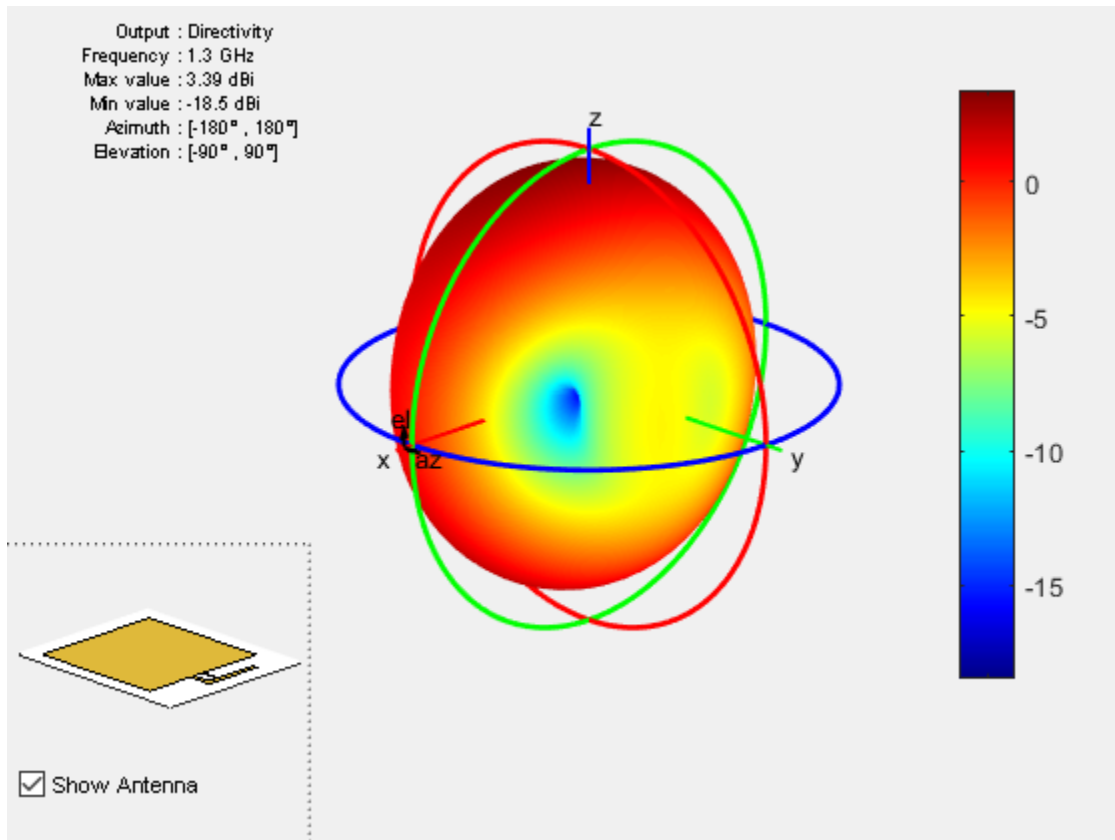 Output : Directivity
Frequency : 1.3 GHz
Max value : 3.39 dBi
Min value : -18.5 dBi
Azimuth : [-180° , 180°]
Elevation : [-90° , 90°]
z
0
-5
el
x
az
y
-10
-15
Show Antenna